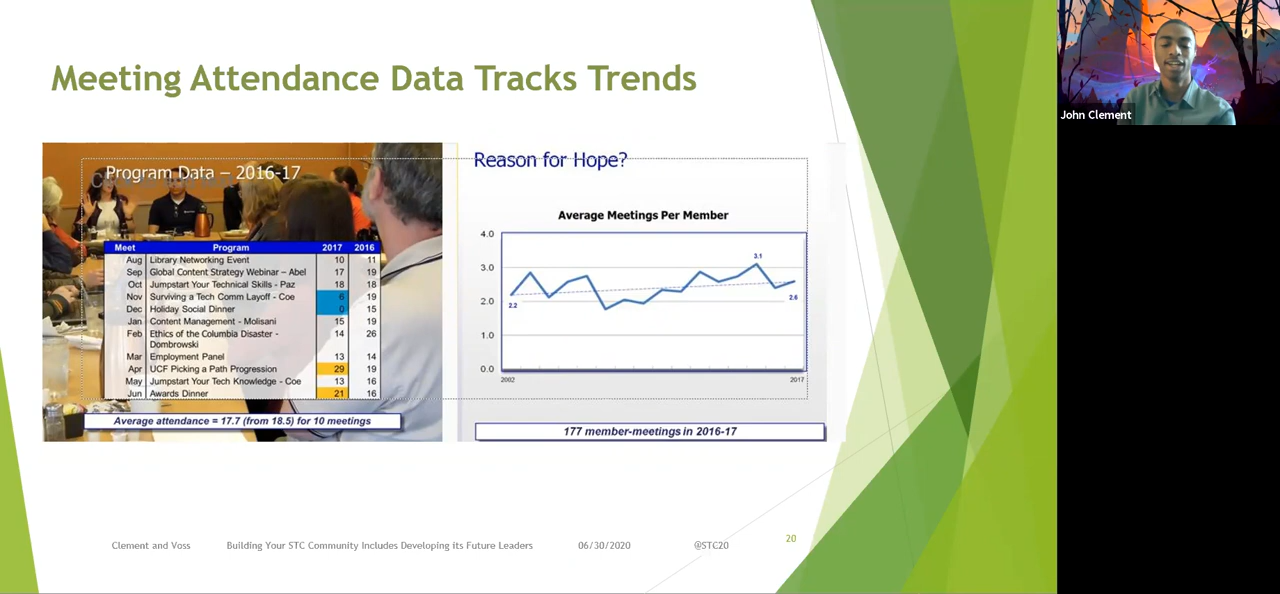 Meeting Attendance Data Tracks Trends
Program Data – 2016-17
Meet Program 2017 2016
Aug Library Networking Event 10 11
Sep Global Content Strategy Webinar – Abel 17 19
Oct Jumpstart Your Technical Skills - Paz 18 18
Nov Surviving a Tech Comm Layoff - Coe 6 19
Dec Holiday Social Dinner 0 15
Jan Content Management - Molisani 15 19
Feb Ethics of the Columbia Disaster - 14 26
Dombrowski
Mar Employment Panel 13 14
Apr UCF Picking a Path Progression 29 19
May Jumpstart Your Tech Knowledge - Coe 13 16
Jun Awards Dinner 21 16
Average attendance = 17.7 (from 18.5) for 10 meetings
Reason for Hope?
Average Meetings Per Member
4.0
3.0
2.0
1.0
0.0
2.2
3.1
2.6
2002 2017
177 member-meetings in 2016-17
Clement and Voss Building Your STC Community Includes Developing its Future Leaders 06/30/2020 @STC20 20
John Clement